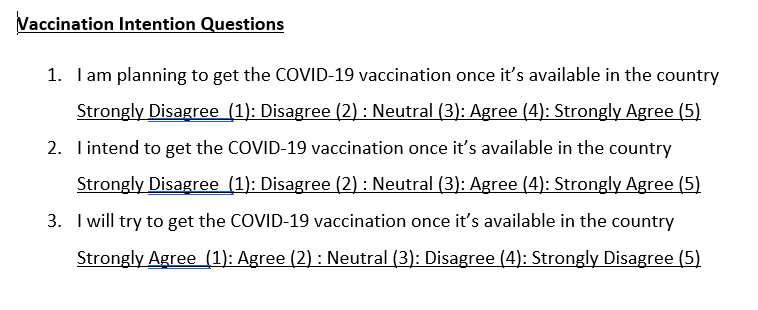 Vaccination Intention Questions
1. I am planning to get the COVID-19 vaccination once it's available in the country
Strongly Disagree (1): Disagree (2) : Neutral (3): Agree (4): Strongly Agree (5)
2. I intend to get the COVID-19 vaccination once it's available in the country
Strongly Disagree (1): Disagree (2) : Neutral (3): Agree (4): Strongly Agree (5)
3. I will try to get the COVID-19 vaccination once it's available in the country
Strongly Agree (1): Agree (2) : Neutral (3): Disagree (4): Strongly Disagree (5)